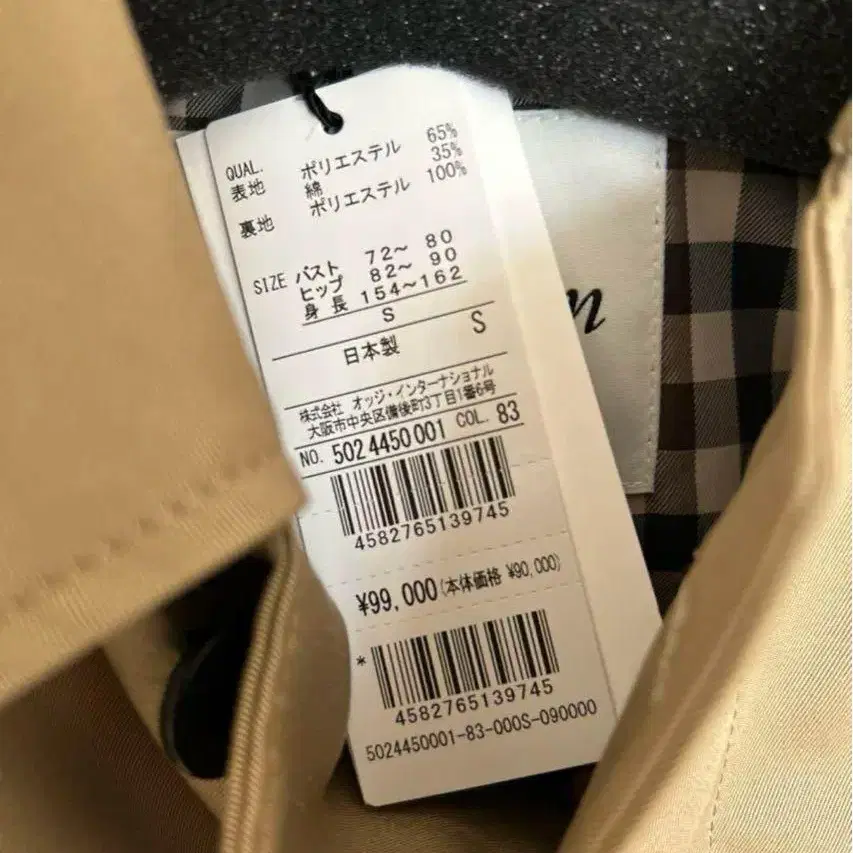 QUAL.
表地 ポリエステル 65%
綿 35%
裏地 ポリエステル 100%
SIZE バスト 72〜 80
ヒップ 82〜 90
身長 154〜162
S
S
日本製
株式会社 オッジ・インターナショナル
大阪市中央区備後町3丁目1番6号
NO. 5024450001 COL. 83
4582765139745
¥99,000(本体価格 ¥90,000)
*
4582765139745
5024450001-83-000S-090000